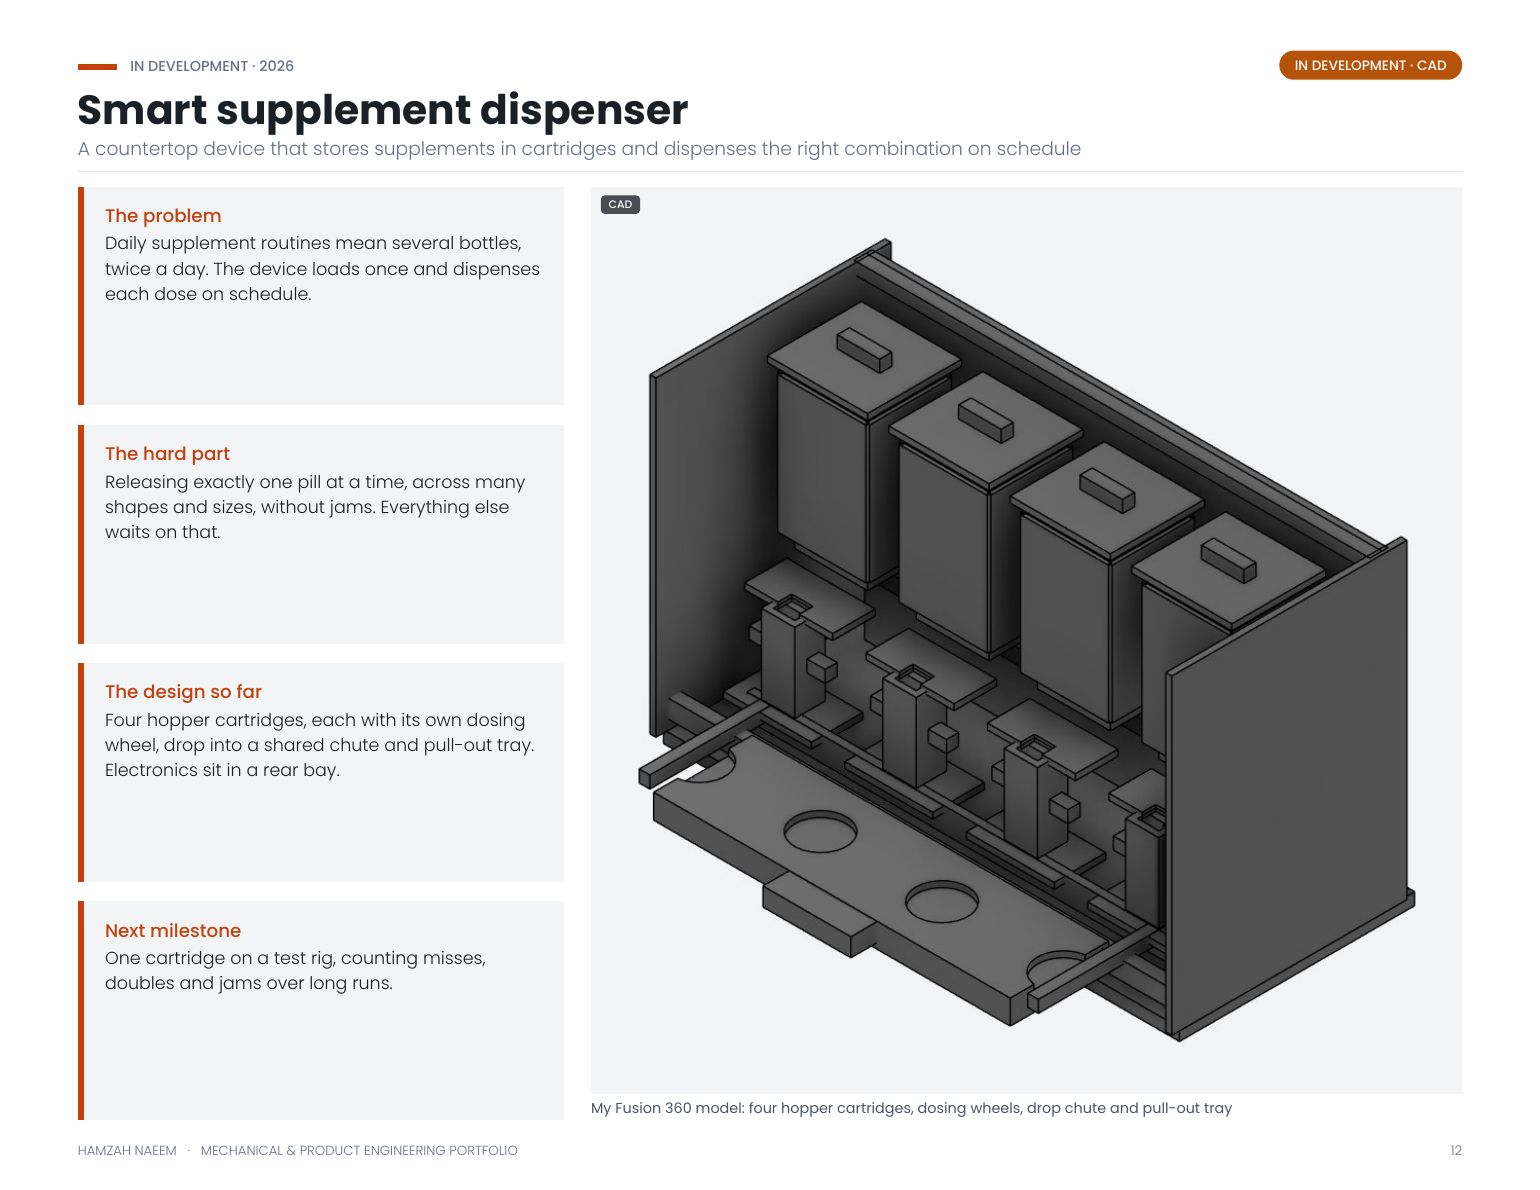 IN DEVELOPMENT · 2026
IN DEVELOPMENT · CAD
Smart supplement dispenser
A countertop device that stores supplements in cartridges and dispenses the right combination on schedule
The problem
Daily supplement routines mean several bottles,
twice a day. The device loads once and dispenses
each dose on schedule.
The hard part
Releasing exactly one pill at a time, across many
shapes and sizes, without jams. Everything else
waits on that.
The design so far
Four hopper cartridges, each with its own dosing
wheel, drop into a shared chute and pull-out tray.
Electronics sit in a rear bay.
Next milestone
One cartridge on a test rig, counting misses,
doubles and jams over long runs.
CAD
My Fusion 360 model: four hopper cartridges, dosing wheels, drop chute and pull-out tray
HAMZAH NAEEM · MECHANICAL & PRODUCT ENGINEERING PORTFOLIO
12